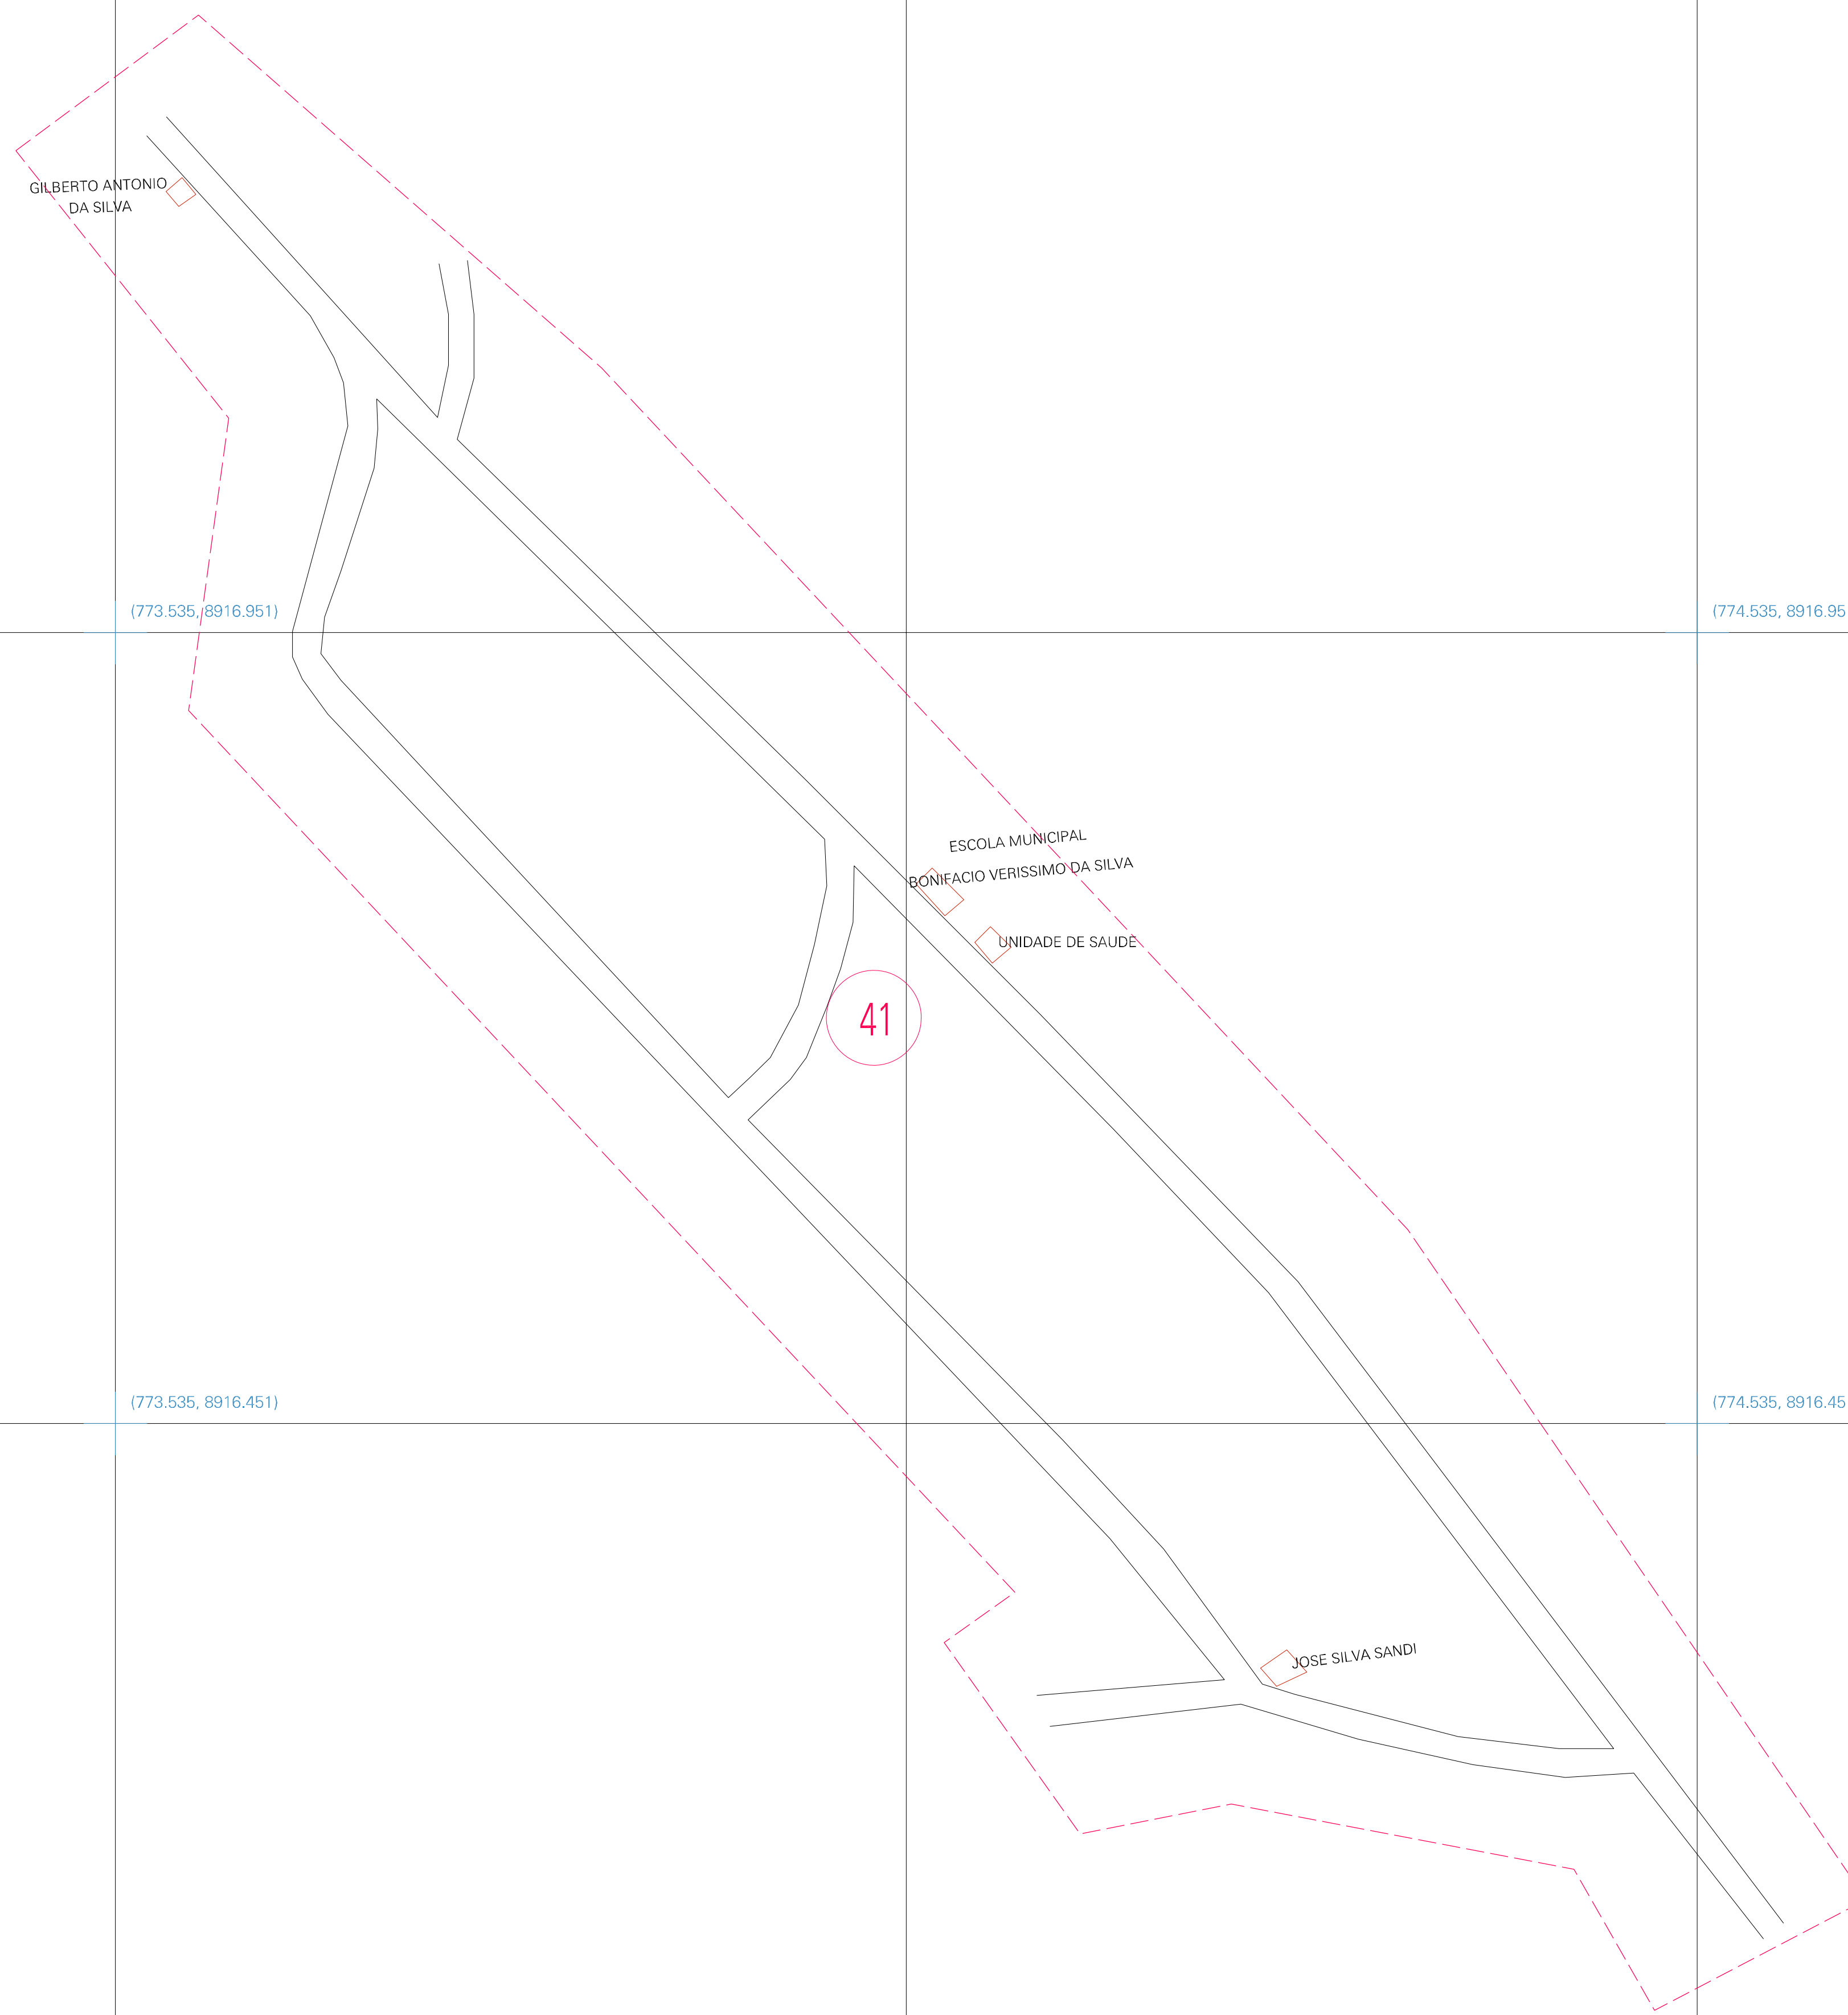 GILBERTO ANTONIO
DA SILVA
(773.535, 8916.951)
(774.535, 8916.95
ESCOLA MUNICIPAL
BONIFACIO VERISSIMO DA SILVA
UNIDADE DE SAUDE
41
(773.535, 8916.451)
(774.535, 8916.45
JOSE SILVA SANDI